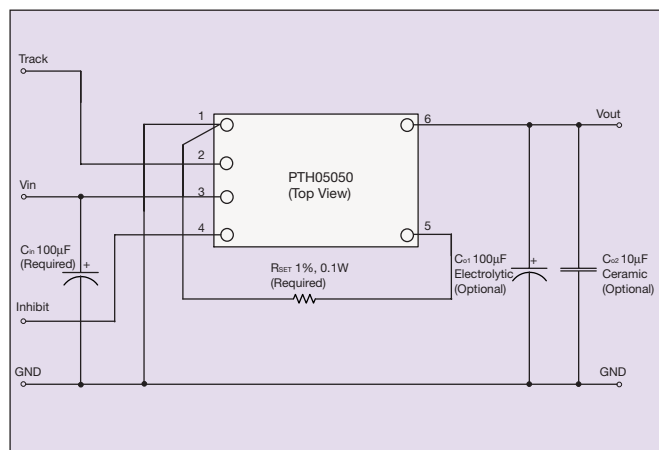 Track
Vin
Cin 100µF
(Required)
+
Inhibit
GND
1
2
3
4
PTH05050
(Top View)
6
5
RSET 1%, 0.1W
(Required)
Co1 100µF
Electrolytic
(Optional)
+
Co2 10µF
Ceramic
(Optional)
Vout
GND